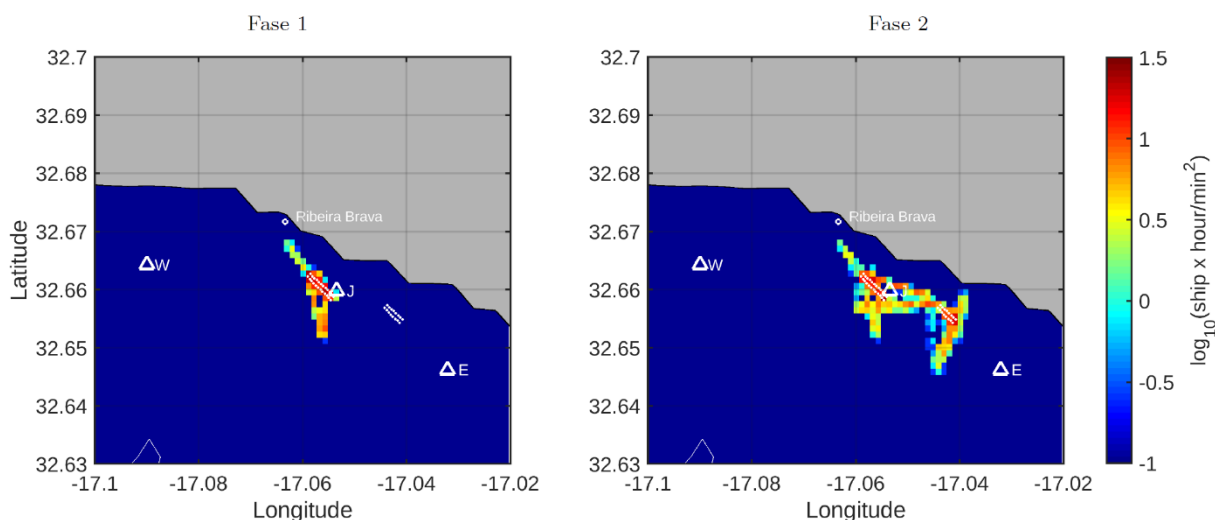 Fase 1
Fase 2
32.7
32.69
32.68
32.67
32.66
32.65
32.64
32.63
Latitude
-17.1
-17.08
-17.06
-17.04
-17.02
Longitude
Ribeira Brava
W
J
E
32.7
32.69
32.68
32.67
32.66
32.65
32.64
32.63
-17.1
-17.08
-17.06
-17.04
-17.02
Longitude
Ribeira Brava
W
J
E
1.5
1
0.5
0
-0.5
-1
log10(ship x hour/min²)